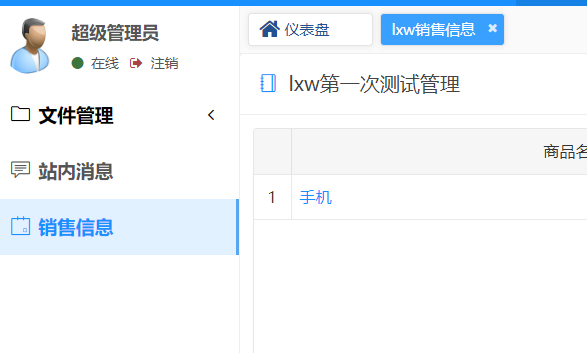 超级管理员
在线 注销
文件管理
站内消息
销售信息
仪表盘 lxw销售信息 ×
lxw第一次测试管理
商品名
1 手机